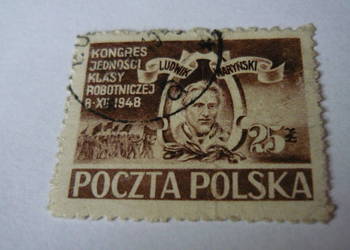 KONGRES
JEDNOŚCI
KLASY
ROBOTNICZEJ
8-XII 1948
LUDWIK WARYŃSKI
25 zł
POCZTA POLSKA